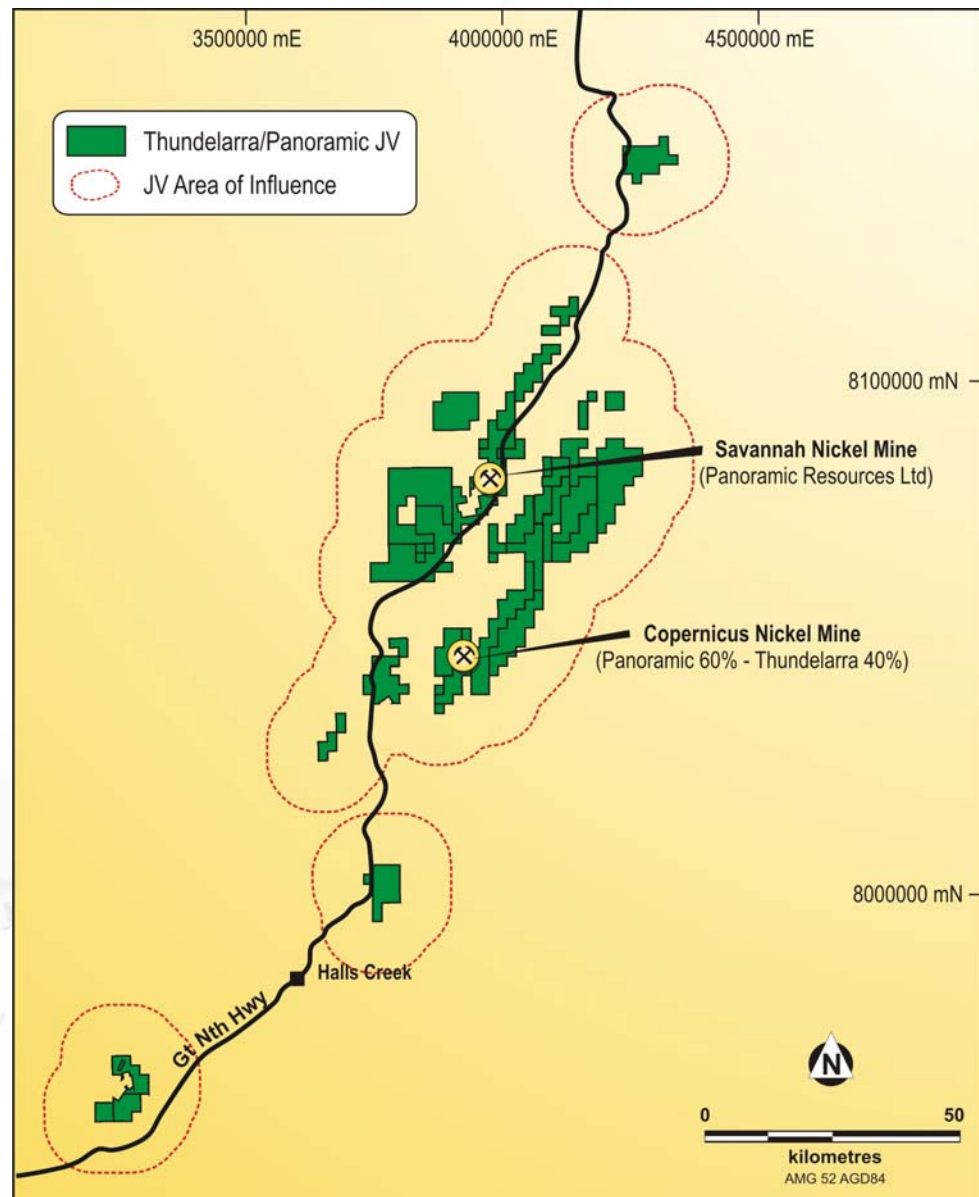 3500000 mE
4000000 mE
4500000 mE
Thundelarra/Panoramic JV
JV Area of Influence
8100000 mN
Savannah Nickel Mine
(Panoramic Resources Ltd)
Copernicus Nickel Mine
(Panoramic 60% - Thundelarra 40%)
8000000 mN
Halls Creek
Gt Nth Hwy
N
0
50
kilometres
AMG 52 AGD84